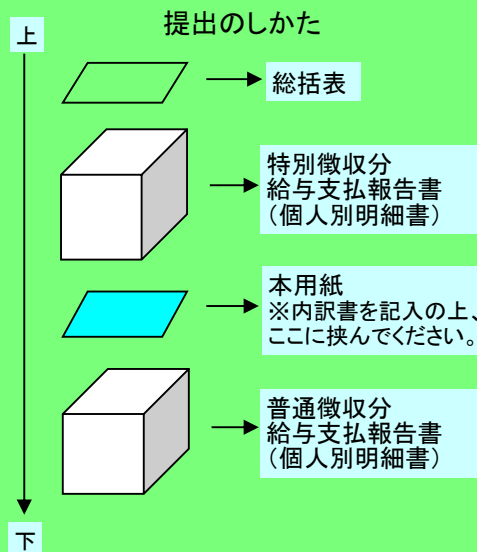 提出のしかた
上
総括表
特別徴収分
給与支払報告書
(個人別明細書)
本用紙
※内訳書を記入の上、
ここに挟んでください。
普通徴収分
給与支払報告書
(個人別明細書)
下